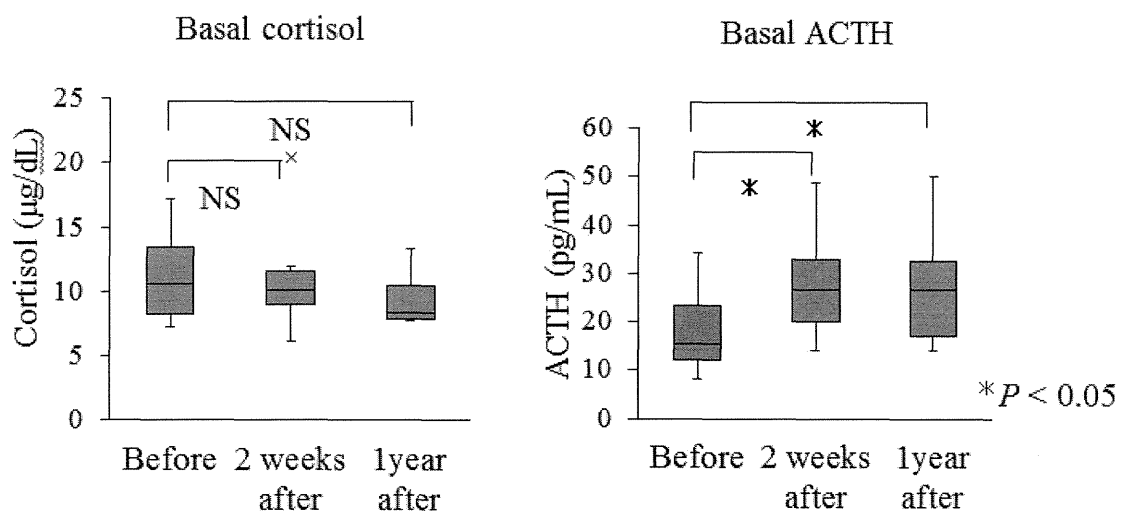 Basal cortisol
Cortisol (µg/dL)
25
20
15
10
5
0
NS
×
NS
Before
2 weeks
after
1year
after
Basal ACTH
ACTH (pg/mL)
60
50
40
30
20
10
0
*
*
Before
2 weeks
after
1year
after
*P < 0.05